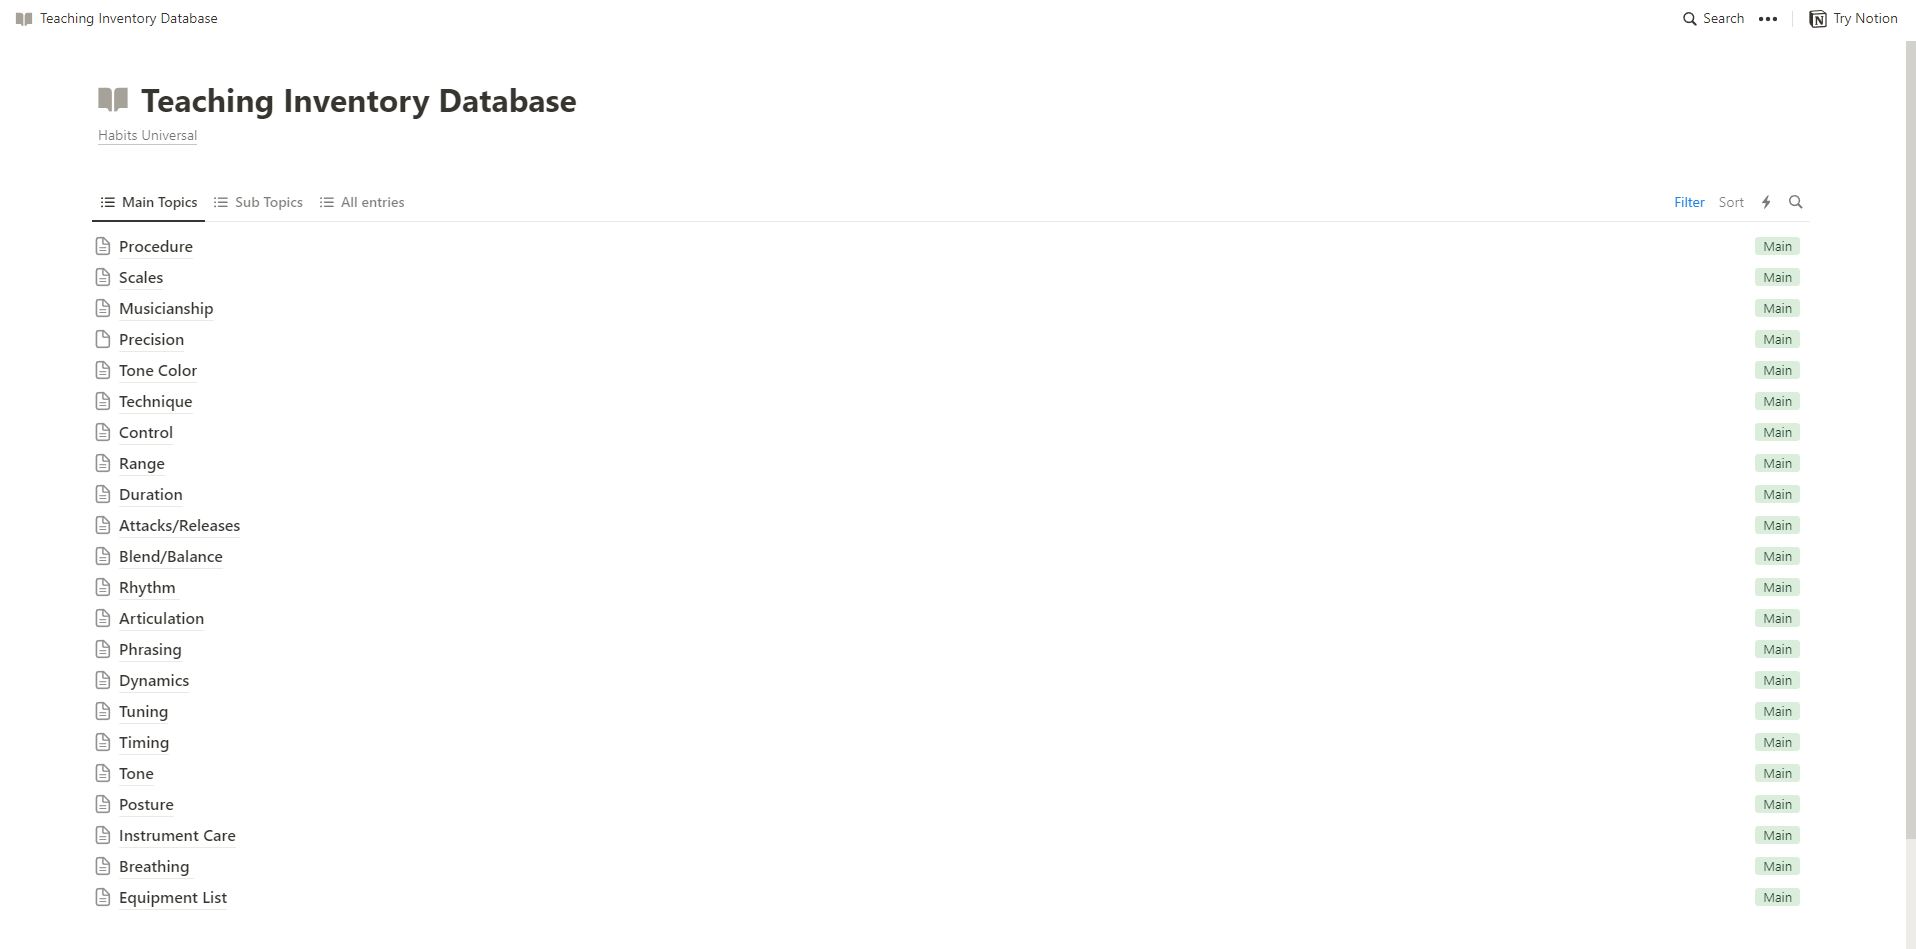 Teaching Inventory Database
Search ••• Try Notion
Teaching Inventory Database
Habits Universal
Main Topics Sub Topics All entries Filter Sort
Procedure Main
Scales Main
Musicianship Main
Precision Main
Tone Color Main
Technique Main
Control Main
Range Main
Duration Main
Attacks/Releases Main
Blend/Balance Main
Rhythm Main
Articulation Main
Phrasing Main
Dynamics Main
Tuning Main
Timing Main
Tone Main
Posture Main
Instrument Care Main
Breathing Main
Equipment List Main